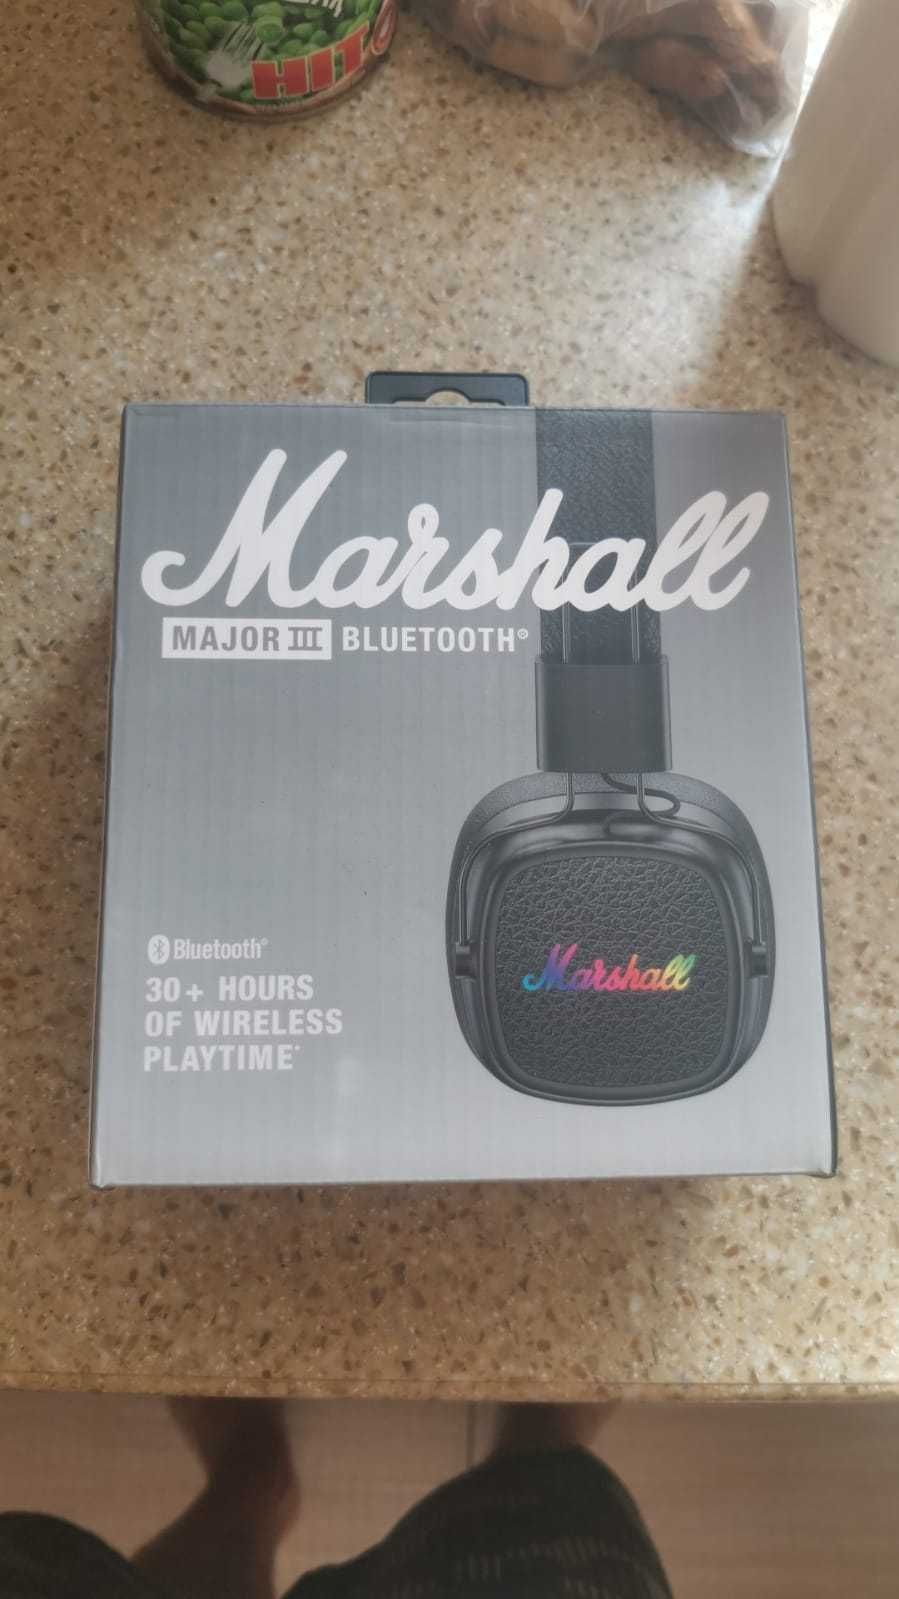 HIT
Marshall
MAJOR III BLUETOOTH®
Marshall
Bluetooth®
30+ HOURS
OF WIRELESS
PLAYTIME*